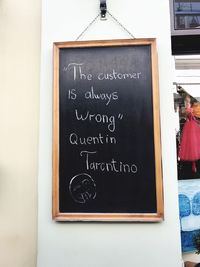 "The customer
is always
Wrong"
Quentin
Tarantino